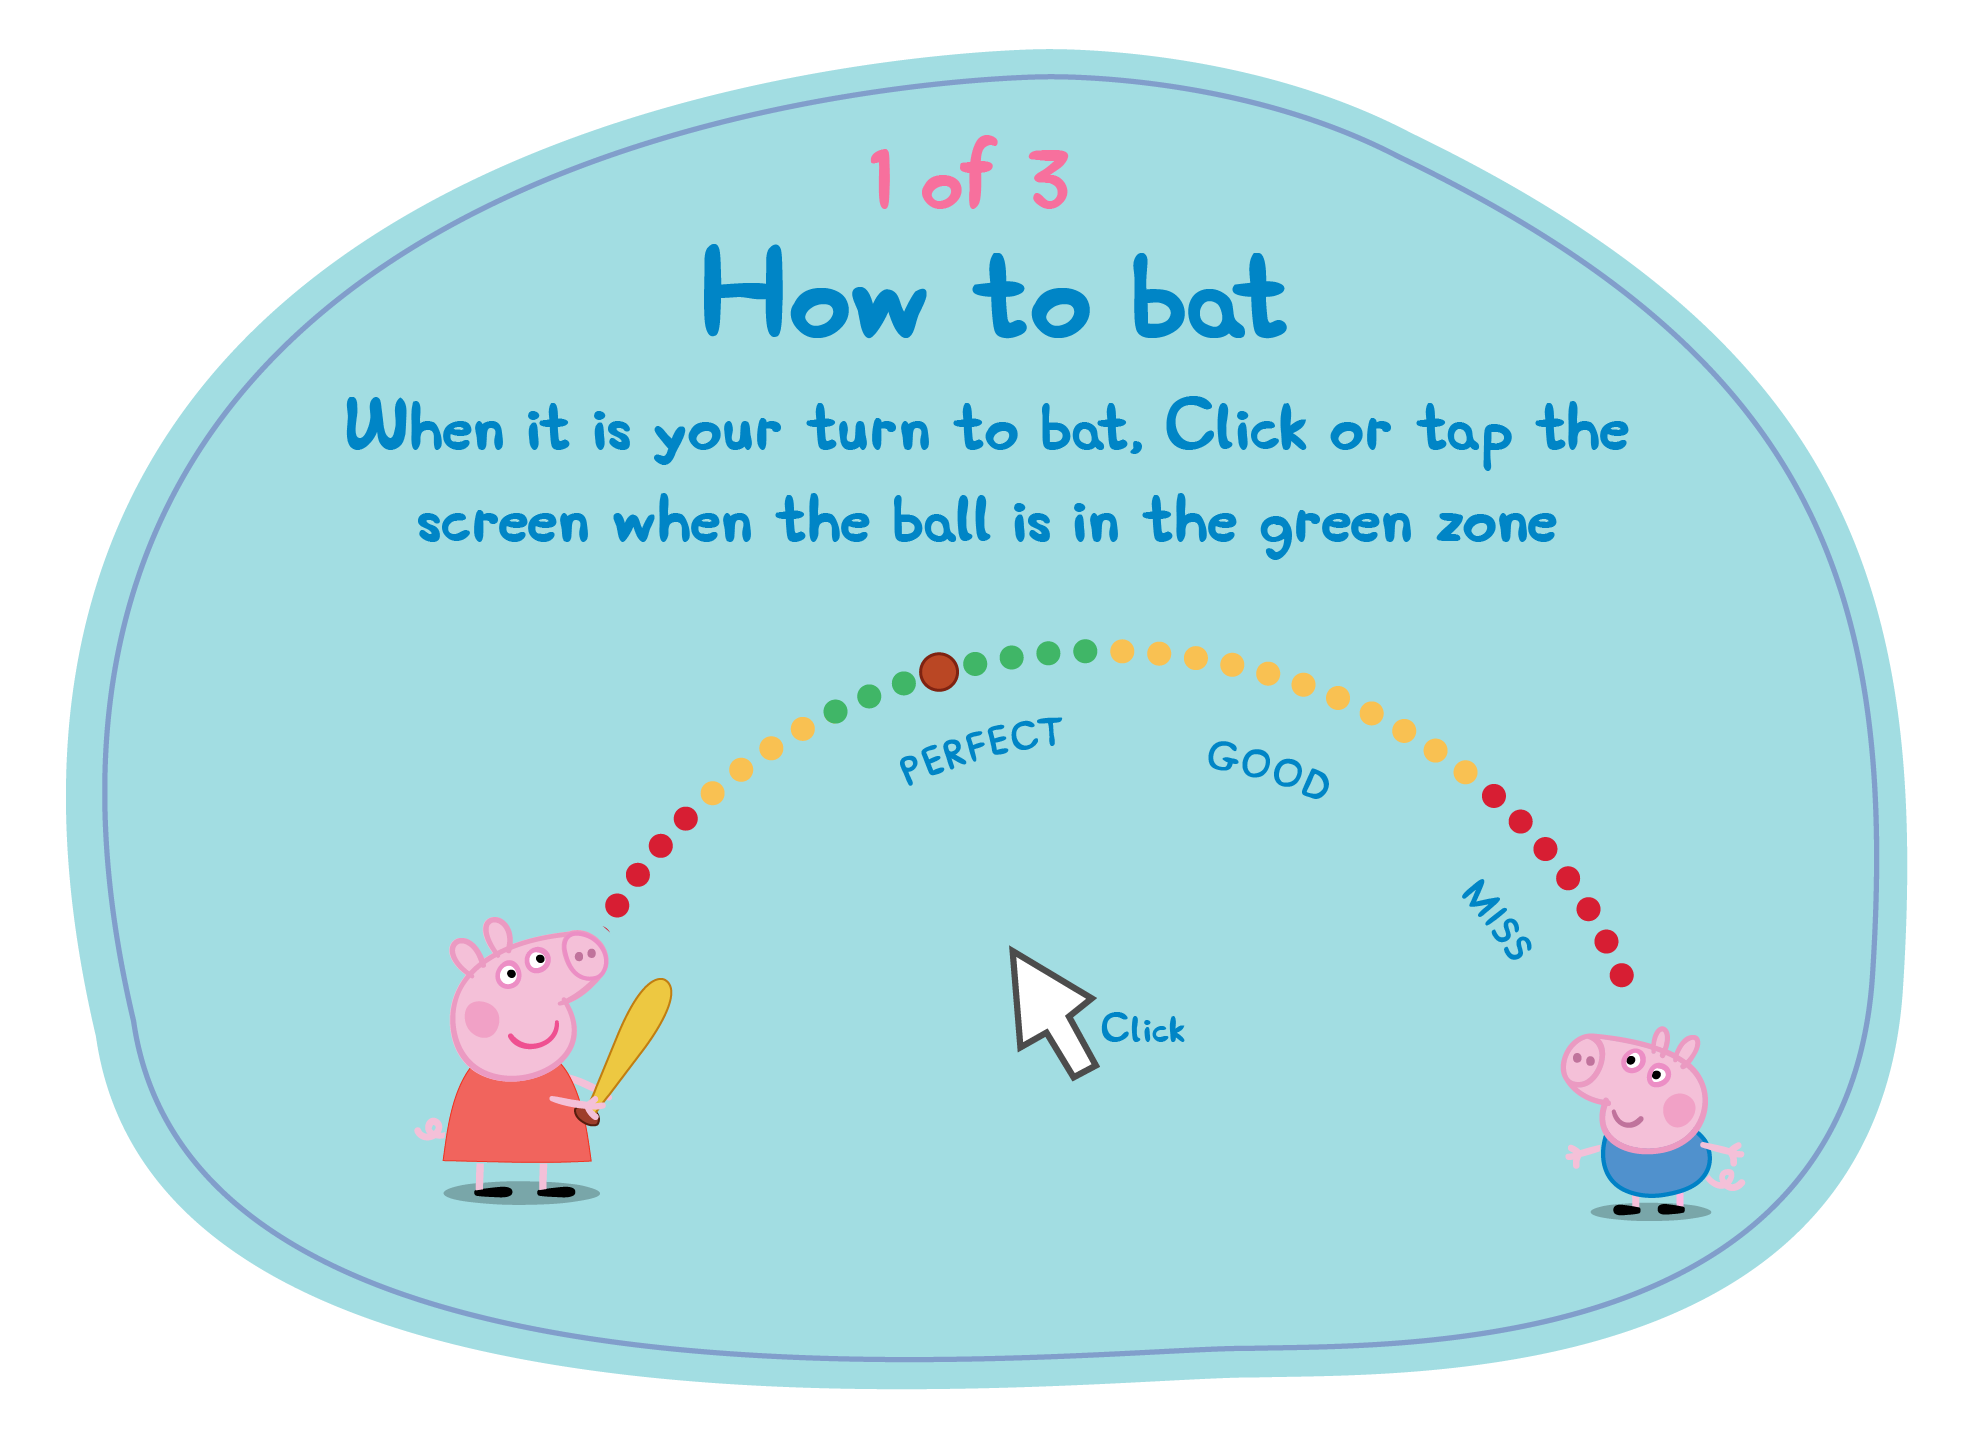 1 of 3
How to bat
When it is your turn to bat, Click or tap the
screen when the ball is in the green zone
PERFECT
GOOD
MISS
Click